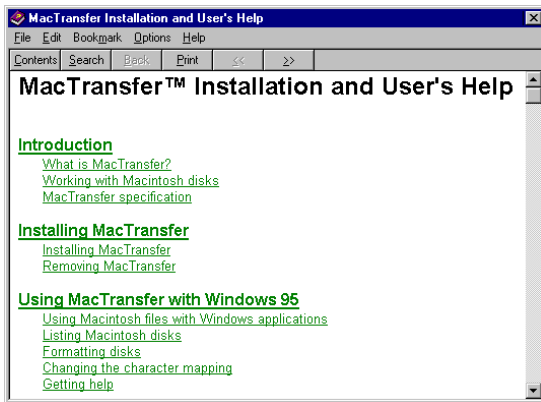 MacTransfer Installation and User's Help
File Edit Bookmark Options Help
Contents Search Back Print << >>
MacTransfer™ Installation and User's Help
Introduction
What is MacTransfer?
Working with Macintosh disks
MacTransfer specification
Installing MacTransfer
Installing MacTransfer
Removing MacTransfer
Using MacTransfer with Windows 95
Using Macintosh files with Windows applications
Listing Macintosh disks
Formatting disks
Changing the character mapping
Getting help